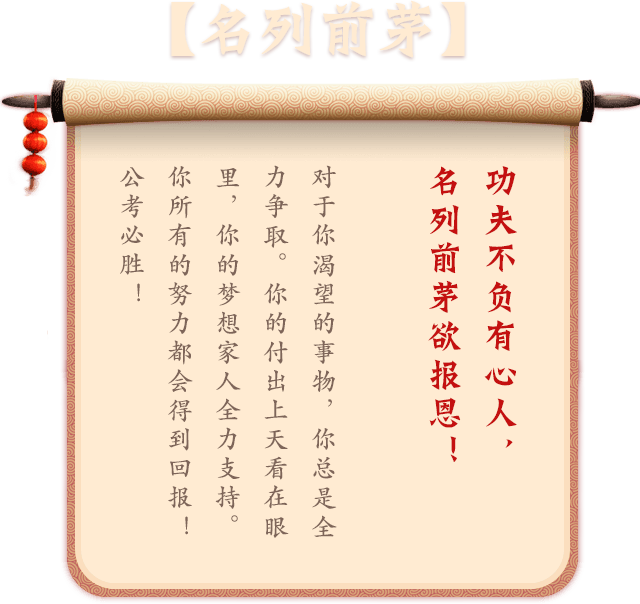 【名列前茅】
功夫不负有心人，
名列前茅欲报恩！
对于你渴望的事物，你总是全
力争取。你的付出上天看在眼
里，你的梦想家人全力支持。
你所有的努力都会得到回报！
公考必胜！